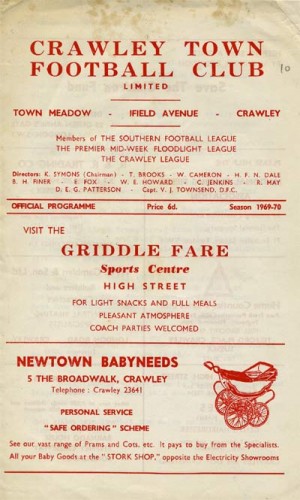 CRAWLEY TOWN
FOOTBALL CLUB
LIMITED
10
TOWN MEADOW - IFIELD AVENUE - CRAWLEY
Members of THE SOUTHERN FOOTBALL LEAGUE
THE PREMIER MID-WEEK FLOODLIGHT LEAGUE
THE CRAWLEY LEAGUE
Directors: K. SYMONS (Chairman) - T. BROOKS - W. CAMERON - H. F. N. DALE
B. H. FINER - E. FOX - W. E. HOWARD - C. JENKINS - R. MAY
D. E. G. PATTERSON - Capt. V. J. TOWNSEND, D.F.C.
OFFICIAL PROGRAMME Price 6d. Season 1969-70
VISIT THE
GRIDDLE FARE
Sports Centre
HIGH STREET
FOR LIGHT SNACKS AND FULL MEALS
PLEASANT ATMOSPHERE
COACH PARTIES WELCOMED
NEWTOWN BABYNEEDS
5 THE BROADWALK, CRAWLEY
Telephone : Crawley 23641
PERSONAL SERVICE
"SAFE ORDERING" SCHEME
See our vast range of Prams and Cots. etc. It pays to buy from the Specialists.
All your Baby Goods at the "STORK SHOP," opposite the Electricity Showrooms